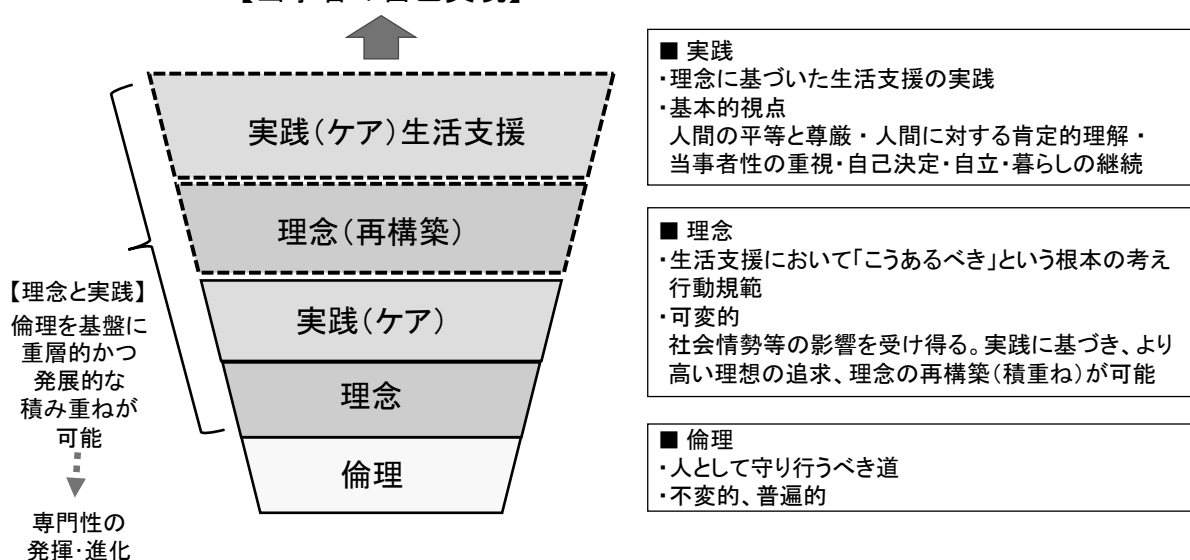 実践(ケア)生活支援
理念(再構築)
実践(ケア)
理念
倫理
【理念と実践】
倫理を基盤に
重層的かつ
発展的な
積み重ねが
可能
専門性の
発揮・進化
■ 実践
・理念に基づいた生活支援の実践
・基本的視点
人間の平等と尊厳・人間に対する肯定的理解・
当事者性の重視・自己決定・自立・暮らしの継続
■ 理念
・生活支援において「こうあるべき」という根本の考え
行動規範
・可変的
社会情勢等の影響を受け得る。実践に基づき、より
高い理想の追求、理念の再構築(積重ね)が可能
■ 倫理
・人として守り行うべき道
・不変的、普遍的